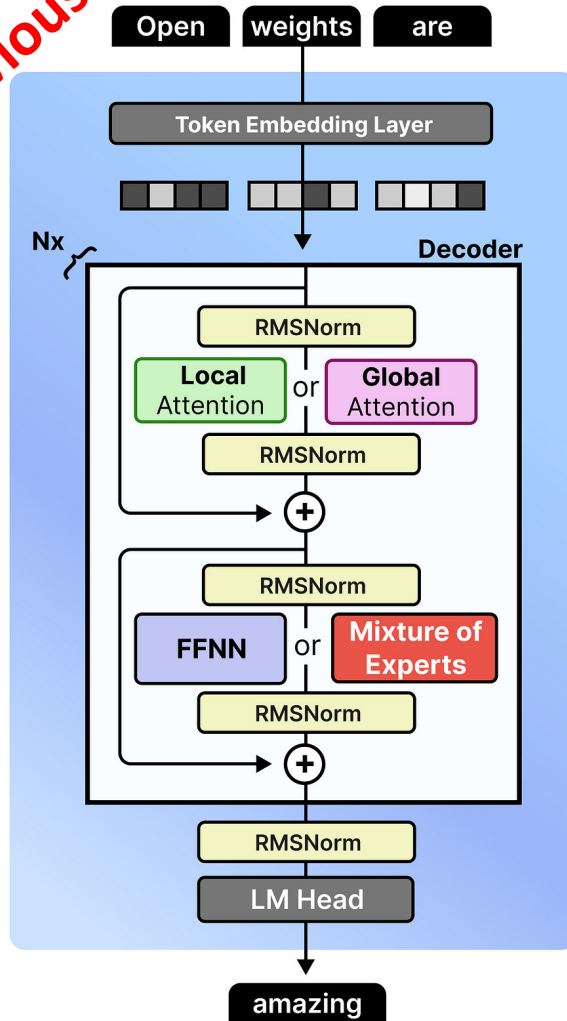 Open weights are
Token Embedding Layer
Nx
Decoder
RMSNorm
Local
Attention
or
Global
Attention
RMSNorm
+
RMSNorm
FFNN
or
Mixture of
Experts
RMSNorm
+
RMSNorm
LM Head
amazing